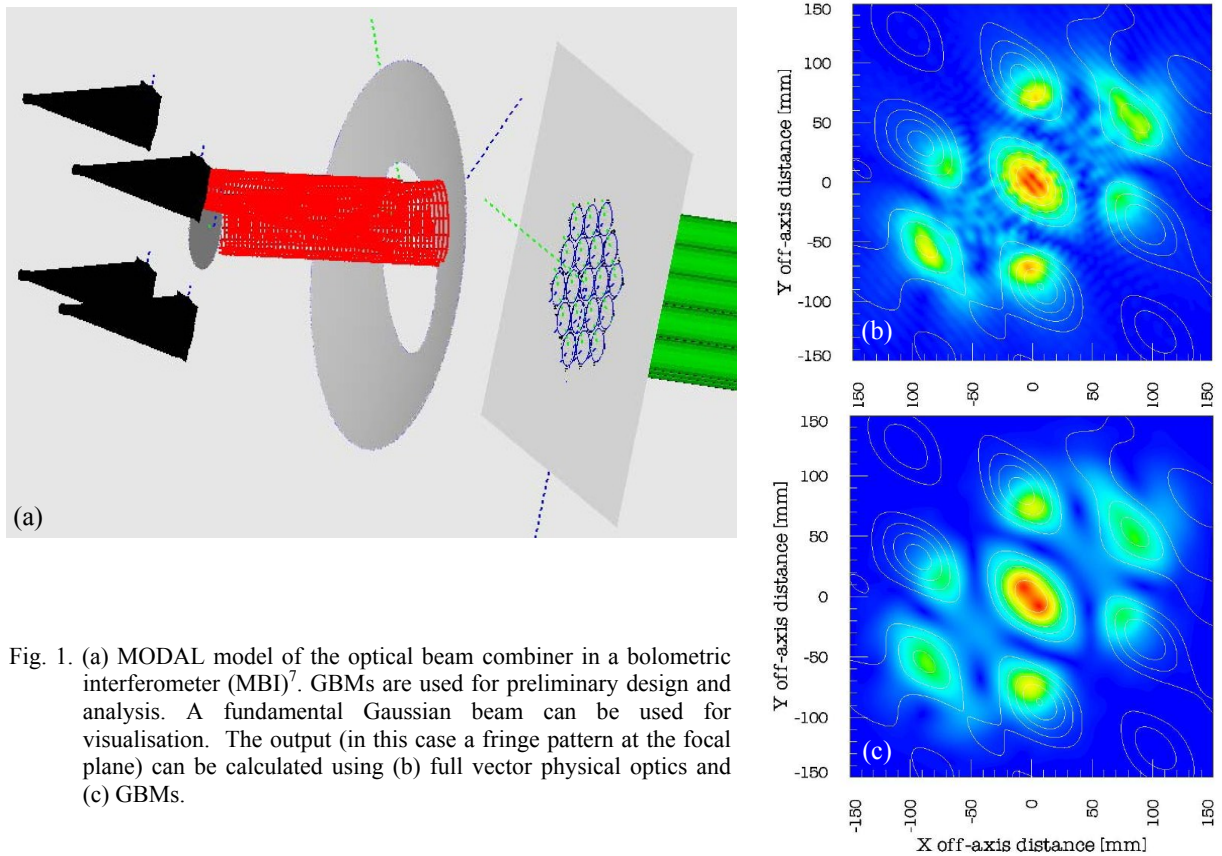 (a)
Fig. 1. (a) MODAL model of the optical beam combiner in a bolometric
interferometer (MBI)7. GBMs are used for preliminary design and
analysis. A fundamental Gaussian beam can be used for
visualisation. The output (in this case a fringe pattern at the focal
plane) can be calculated using (b) full vector physical optics and
(c) GBMs.
Y off-axis distance [mm]
150
100
50
0
-50
-100
-150
(b)
150
-100
-50
0
50
100
150
Y off-axis distance [mm]
150
100
50
0
-50
-100
-150
(c)
-150
-100
-50
0
50
100
150
X off-axis distance [mm]